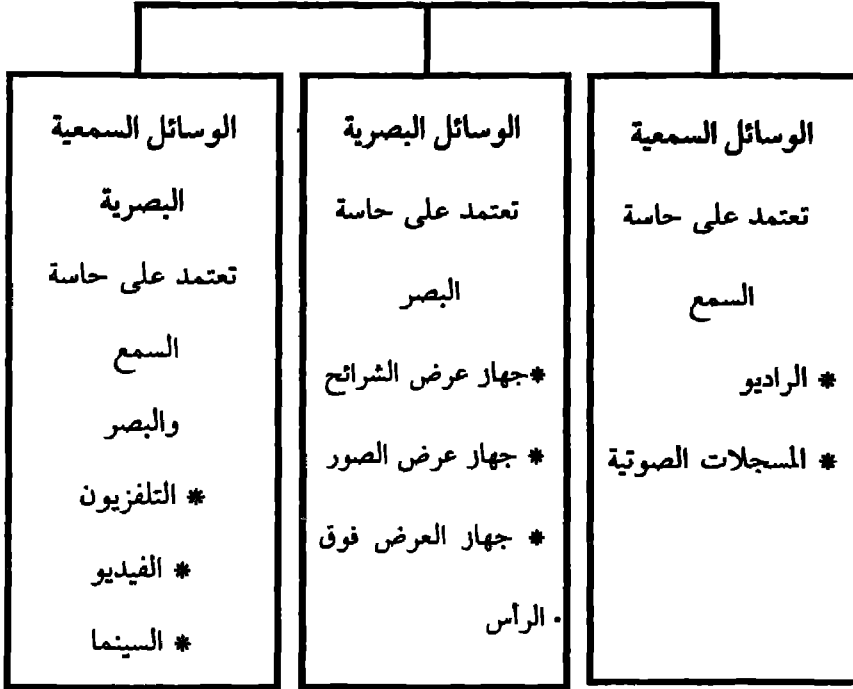 الوسائل السمعية
تعتمد على حاسة
السمع
* الراديو
* المسجلات الصوتية
الوسائل البصرية
تعتمد على حاسة
البصر
*جهاز عرض الشرائح
* جهاز عرض الصور
* جهاز العرض فوق
الرأس
الوسائل السمعية
البصرية
تعتمد على حاسة
السمع
والبصر
* التلفزيون
* الفيديو
* السينما